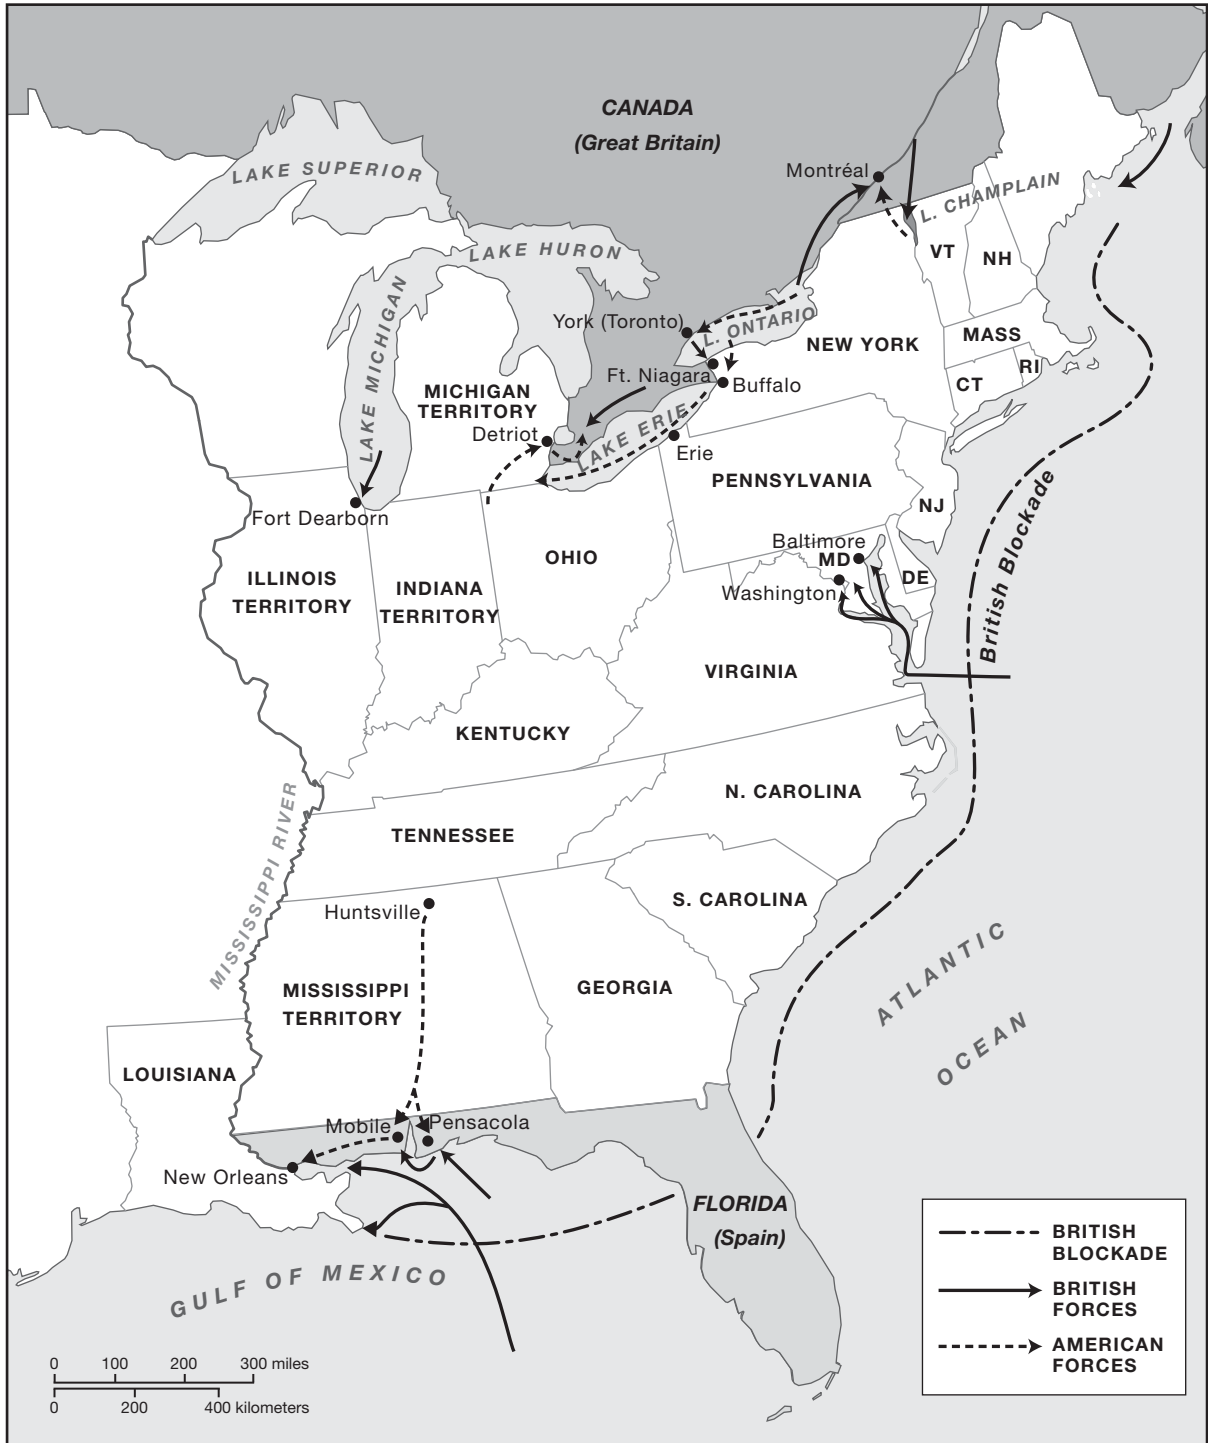 CANADA
(Great Britain)
LAKE SUPERIOR
Montréal
L. CHAMPLAIN
LAKE HURON
VT
NH
LAKE MICHIGAN
York (Toronto)
L. ONTARIO
NEW YORK
MASS
RI
CT
Ft. Niagara
Buffalo
MICHIGAN
TERRITORY
Detriot
LAKE ERIE
Erie
PENNSYLVANIA
NJ
British Blockade
Fort Dearborn
Baltimore
MD
DE
Washington
OHIO
ILLINOIS
TERRITORY
INDIANA
TERRITORY
VIRGINIA
KENTUCKY
N. CAROLINA
MISSISSIPPI RIVER
TENNESSEE
S. CAROLINA
Huntsville
MISSISSIPPI
TERRITORY
GEORGIA
ATLANTIC
OCEAN
LOUISIANA
Mobile
Pensacola
New Orleans
FLORIDA
(Spain)
GULF OF MEXICO
BRITISH
BLOCKADE
BRITISH
FORCES
AMERICAN
FORCES
0 100 200 300 miles
0 200 400 kilometers